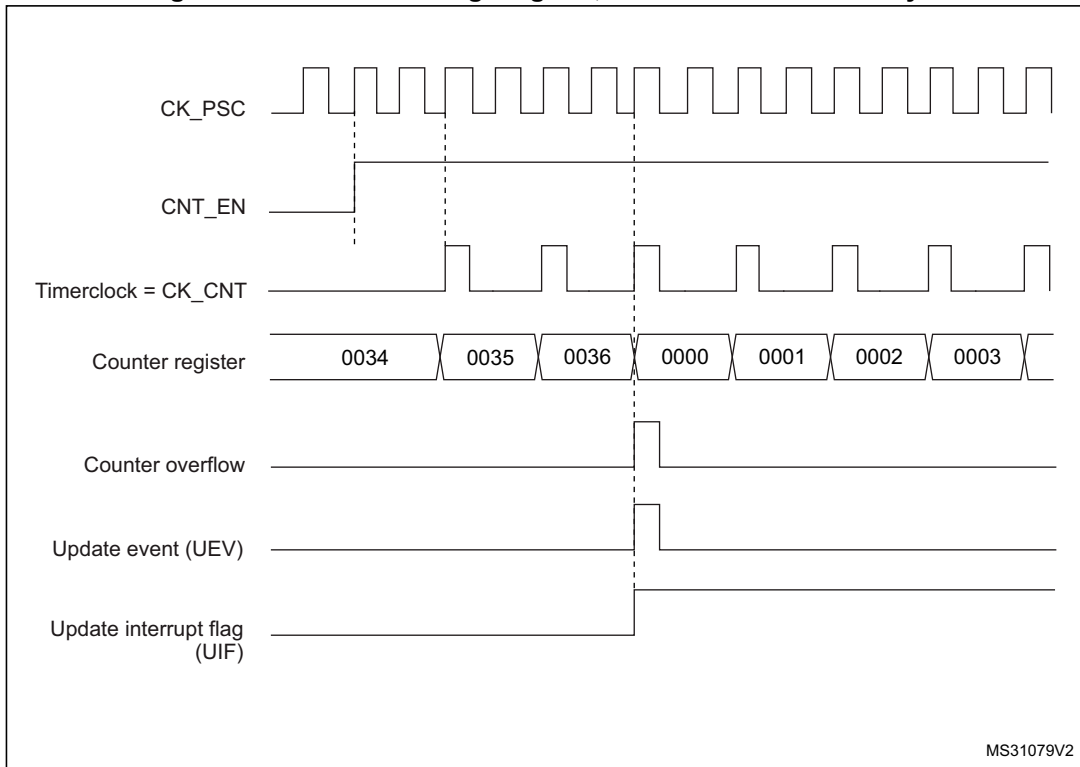 CK_PSC
CNT_EN
Timerclock = CK_CNT
Counter register 0034 0035 0036 0000 0001 0002 0003
Counter overflow
Update event (UEV)
Update interrupt flag
(UIF)
MS31079V2